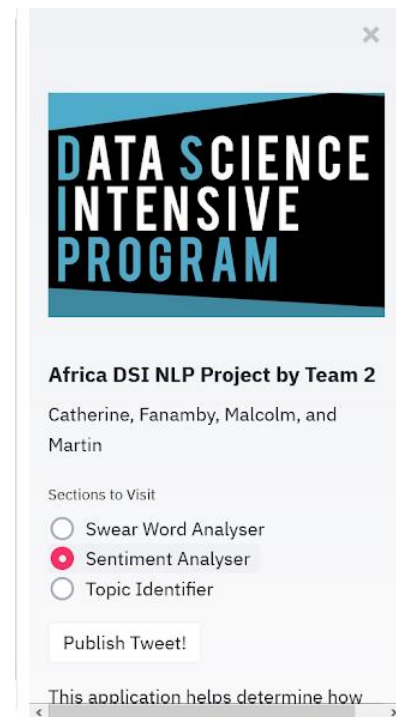 ×
DATA SCIENCE
INTENSIVE
PROGRAM
Africa DSI NLP Project by Team 2
Catherine, Fanamby, Malcolm, and
Martin
Sections to Visit
Swear Word Analyser
Sentiment Analyser
Topic Identifier
Publish Tweet!
This application helps determine how